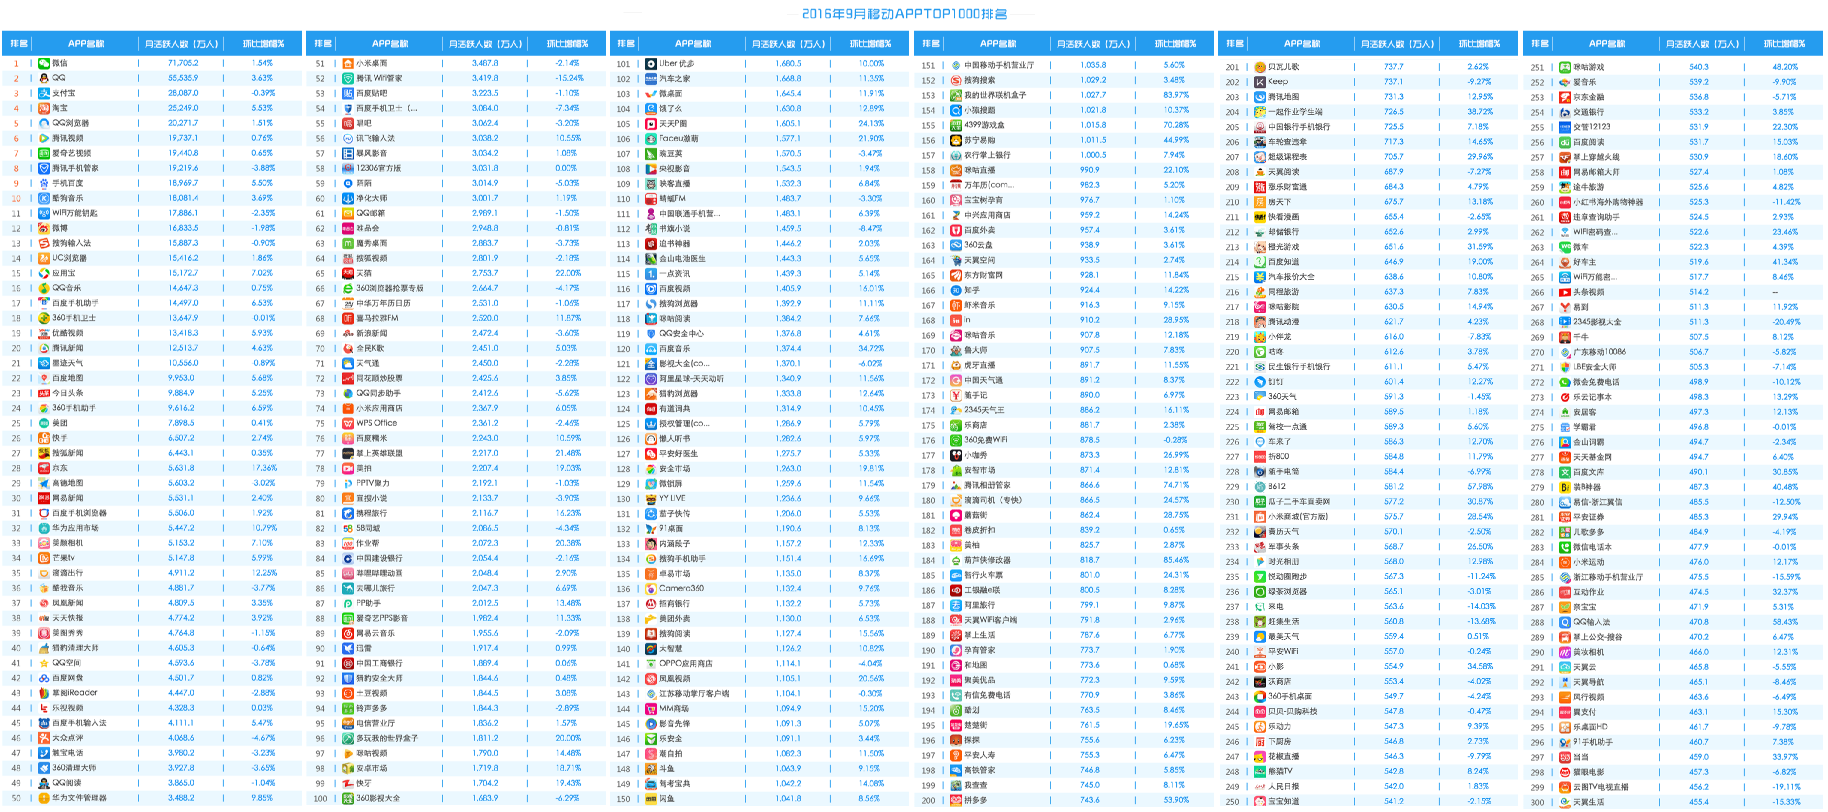 2016年9月移动APPTOP1000排名
排名 APP名称 月活跃人数（万人） 环比增幅%
1 微信 71,705.2 1.54%
2 QQ 55,535.9 3.63%
3 支付宝 28,087.0 -0.39%
4 淘宝 25,249.0 5.53%
5 QQ浏览器 20,271.7 1.51%
6 腾讯视频 19,737.1 0.76%
7 爱奇艺视频 19,440.8 0.65%
8 腾讯手机管家 19,219.6 -3.88%
9 手机百度 18,969.7 5.50%
10 酷狗音乐 18,081.4 3.69%
11 WiFi万能钥匙 17,886.1 -2.35%
12 微博 16,833.5 -1.98%
13 搜狗输入法 15,887.3 -0.90%
14 UC浏览器 15,416.2 1.86%
15 应用宝 15,172.7 7.02%
16 QQ音乐 14,647.3 0.75%
17 百度手机助手 14,497.0 6.53%
18 360手机卫士 13,647.9 -0.01%
19 优酷视频 13,418.3 5.93%
20 腾讯新闻 12,513.7 4.63%
21 墨迹天气 10,556.0 -0.89%
22 百度地图 9,953.0 5.68%
23 今日头条 9,884.9 5.25%
24 360手机助手 9,616.2 6.59%
25 美团 7,898.5 0.41%
26 快手 6,507.2 2.74%
27 搜狐新闻 6,443.1 0.35%
28 京东 5,631.8 17.36%
29 高德地图 5,603.2 -3.02%
30 网易新闻 5,531.1 2.40%
31 百度手机浏览器 5,506.0 1.92%
32 华为应用市场 5,447.2 10.79%
33 美颜相机 5,153.2 7.10%
34 芒果tv 5,147.8 5.99%
35 滴滴出行 4,911.2 12.25%
36 酷我音乐 4,881.7 -3.77%
37 凤凰新闻 4,809.5 3.35%
38 天天快报 4,774.2 3.92%
39 美图秀秀 4,764.8 -1.15%
40 猎豹清理大师 4,605.3 -0.64%
41 QQ空间 4,593.6 -3.78%
42 百度网盘 4,501.7 0.82%
43 掌阅iReader 4,447.0 -2.88%
44 乐视视频 4,328.3 0.03%
45 百度手机输入法 4,111.1 5.47%
46 大众点评 4,068.6 -4.67%
47 触宝电话 3,980.2 -3.23%
48 360清理大师 3,927.8 -3.65%
49 QQ阅读 3,865.0 -1.04%
50 华为文件管理器 3,488.2 9.85%
排名 APP名称 月活跃人数（万人） 环比增幅%
51 小米桌面 3,487.8 -2.14%
52 腾讯 WiFi管家 3,419.8 -15.24%
53 百度贴吧 3,223.5 -1.10%
54 百度手机卫士（... 3,084.0 -7.34%
55 唱吧 3,062.4 -3.20%
56 讯飞输入法 3,038.2 10.55%
57 暴风影音 3,034.2 1.08%
58 12306官方版 3,031.8 0.00%
59 陌陌 3,014.9 -5.03%
60 净化大师 3,001.7 1.19%
61 QQ邮箱 2,989.1 -1.50%
62 唯品会 2,948.8 -0.81%
63 魔秀桌面 2,883.7 -3.73%
64 搜狐视频 2,801.9 -2.18%
65 天猫 2,753.7 22.00%
66 360浏览器抢票专版 2,664.7 -4.17%
67 中华万年历日历 2,531.0 -1.06%
68 喜马拉雅FM 2,520.0 11.87%
69 新浪新闻 2,472.4 -3.60%
70 全民K歌 2,451.0 5.03%
71 天气通 2,450.0 -2.28%
72 同花顺炒股票 2,425.6 3.85%
73 QQ同步助手 2,412.6 -5.62%
74 小米应用商店 2,367.9 6.05%
75 WPS Office 2,361.2 -2.46%
76 百度糯米 2,243.0 10.59%
77 掌上英雄联盟 2,217.0 21.48%
78 美拍 2,207.4 19.03%
79 PPTV聚力 2,192.1 -1.03%
80 宜搜小说 2,133.7 -3.90%
81 携程旅行 2,116.7 16.23%
82 58同城 2,086.5 -4.34%
83 作业帮 2,072.3 20.38%
84 中国建设银行 2,054.4 -2.16%
85 哔哩哔哩动画 2,048.4 2.90%
86 去哪儿旅行 2,047.3 6.69%
87 PP助手 2,012.5 13.48%
88 爱奇艺PPS影音 1,982.4 11.33%
89 网易云音乐 1,955.6 -2.09%
90 迅雷 1,917.4 0.99%
91 中国工商银行 1,889.4 0.06%
92 猎豹安全大师 1,844.6 0.48%
93 土豆视频 1,844.5 3.08%
94 铃声多多 1,844.3 -2.89%
95 电信营业厅 1,836.2 1.57%
96 多玩我的世界盒子 1,811.2 20.00%
97 咪咕视频 1,790.0 14.48%
98 安卓市场 1,719.8 18.71%
99 快牙 1,704.2 19.43%
100 360影视大全 1,683.9 -6.29%
排名 APP名称 月活跃人数（万人） 环比增幅%
101 Uber 优步 1,680.5 10.00%
102 汽车之家 1,668.8 11.35%
103 微桌面 1,645.4 11.91%
104 饿了么 1,630.8 12.89%
105 天天P图 1,605.1 24.13%
106 Faceu激萌 1,577.1 21.90%
107 豌豆荚 1,570.5 -3.47%
108 央视影音 1,543.5 1.94%
109 映客直播 1,532.3 6.84%
110 蜻蜓FM 1,483.7 -3.30%
111 中国联通手机营... 1,483.1 6.39%
112 书旗小说 1,459.5 -8.47%
113 追书神器 1,446.2 2.03%
114 金山电池医生 1,443.3 5.65%
115 一点资讯 1,439.3 5.14%
116 百度视频 1,405.9 16.01%
117 搜狗浏览器 1,392.9 11.11%
118 咪咕阅读 1,384.2 7.66%
119 QQ安全中心 1,376.8 4.61%
120 百度音乐 1,374.4 34.72%
121 影视大全(co... 1,370.1 -6.02%
122 阿里星球-天天动听 1,340.9 11.56%
123 猎豹浏览器 1,333.8 12.64%
124 有道词典 1,314.9 10.45%
125 授权管理(co... 1,286.9 5.79%
126 懒人听书 1,282.6 5.92%
127 平安好医生 1,275.7 5.33%
128 安全市场 1,263.0 19.81%
129 微锁屏 1,259.6 11.54%
130 YY LIVE 1,236.6 9.66%
131 茄子快传 1,206.0 5.53%
132 91桌面 1,190.6 8.13%
133 内涵段子 1,157.2 12.33%
134 搜狗手机助手 1,151.4 16.69%
135 卓易市场 1,135.0 8.37%
136 Camera360 1,132.4 9.76%
137 招商银行 1,132.2 5.73%
138 美团外卖 1,130.0 6.53%
139 搜狗阅读 1,127.4 15.56%
140 大智慧 1,126.2 10.82%
141 OPPO应用商店 1,114.1 -4.04%
142 凤凰视频 1,105.1 20.56%
143 江苏移动掌厅客户端 1,104.1 -0.30%
144 MM商场 1,094.9 15.20%
145 影音先锋 1,091.3 5.07%
146 乐安全 1,091.1 3.44%
147 潮自拍 1,082.3 11.50%
148 斗鱼 1,063.9 9.15%
149 驾考宝典 1,042.2 14.08%
150 闲鱼 1,041.8 8.56%
排名 APP名称 月活跃人数（万人） 环比增幅%
151 中国移动手机营业厅 1,035.8 5.60%
152 搜狗搜索 1,029.2 3.48%
153 我的世界联机盒子 1,027.7 83.97%
154 小猿搜题 1,021.8 10.37%
155 4399游戏盒 1,015.8 70.28%
156 苏宁易购 1,011.5 44.99%
157 农行掌上银行 1,000.5 7.94%
158 咪咕直播 990.9 22.10%
159 万年历(com... 982.3 5.20%
160 宝宝树孕育 976.7 1.10%
161 中兴应用商店 959.2 14.24%
162 百度外卖 957.4 3.61%
163 360云盘 938.9 3.61%
164 天翼空间 933.5 2.74%
165 东方财富网 928.1 11.84%
166 知乎 924.4 14.22%
167 虾米音乐 916.3 9.15%
168 in 910.2 28.95%
169 咪咕音乐 907.8 12.18%
170 鲁大师 907.5 7.83%
171 虎牙直播 891.7 11.55%
172 中国天气通 891.2 8.37%
173 随手记 890.0 6.97%
174 2345天气王 886.2 16.11%
175 乐商店 881.7 2.38%
176 360免费WiFi 878.5 -0.28%
177 小咖秀 873.3 26.99%
178 安智市场 871.4 12.81%
179 腾讯相册管家 866.6 74.71%
180 滴滴司机（专快） 866.5 24.57%
181 蘑菇街 862.4 28.75%
182 卷皮折扣 839.2 0.65%
183 美柚 825.7 2.87%
184 葫芦侠修改器 818.7 85.46%
185 智行火车票 801.0 24.31%
186 工银融e联 800.5 8.28%
187 阿里旅行 799.1 9.87%
188 天翼WiFi客户端 791.8 2.96%
189 掌上生活 787.6 6.77%
190 孕育管家 773.7 1.90%
191 和地图 773.6 0.68%
192 聚美优品 772.3 9.59%
193 有信免费电话 770.9 3.86%
194 最划 763.5 8.46%
195 楚楚街 761.5 19.65%
196 探探 755.6 6.23%
197 平安人寿 755.3 6.47%
198 高铁管家 746.8 5.85%
199 我查查 745.0 8.11%
200 拼多多 743.6 53.90%
排名 APP名称 月活跃人数（万人） 环比增幅%
201 贝瓦儿歌 737.7 2.62%
202 Keep 737.1 -9.27%
203 腾讯地图 731.3 12.95%
204 一起作业学生端 726.5 38.72%
205 中国银行手机银行 725.5 7.18%
206 车轮查违章 717.3 14.65%
207 超级课程表 705.7 29.96%
208 天翼阅读 687.9 -7.27%
209 恒乐财富通 684.3 4.79%
210 房天下 675.7 13.18%
211 快看漫画 655.4 -2.65%
212 邮储银行 652.6 2.99%
213 橙光游戏 651.6 31.59%
214 百度知道 646.9 19.00%
215 汽车报价大全 638.6 10.80%
216 同程旅游 637.3 7.83%
217 咪咕影院 630.5 14.94%
218 腾讯动漫 621.7 4.23%
219 小伴龙 616.0 -7.83%
220 咕咚 612.6 3.78%
221 民生银行手机银行 611.1 5.47%
222 钉钉 601.4 12.27%
223 360天气 591.3 -1.45%
224 网易邮箱 589.5 1.18%
225 驾校一点通 589.3 5.60%
226 车来了 586.3 12.70%
227 折800 584.8 11.79%
228 新手电筒 584.4 -6.99%
229 B612 581.2 57.98%
230 瓜子二手车直卖网 577.2 30.87%
231 小米商城(官方版) 575.7 28.54%
232 黄历天气 570.1 -2.50%
233 军事头条 568.7 26.50%
234 时光相册 568.0 12.98%
235 悦动圈跑步 567.3 -11.24%
236 绿茶浏览器 565.1 -3.01%
237 来电 563.6 -14.03%
238 赶集生活 560.8 -13.68%
239 最美天气 559.4 0.51%
240 平安WiFi 557.0 -0.24%
241 小影 554.9 34.58%
242 沃商店 553.4 -4.02%
243 360手机桌面 549.7 -4.24%
244 贝贝-贝购科技 547.8 -0.47%
245 乐动力 547.3 9.39%
246 下厨房 546.8 2.73%
247 花椒直播 546.3 -9.79%
248 熊猫TV 542.8 8.24%
249 人民日报 542.0 1.83%
250 宝宝知道 541.2 -2.15%
排名 APP名称 月活跃人数（万人） 环比增幅%
251 咪咕游戏 540.3 48.20%
252 爱音乐 539.2 -9.90%
253 京东金融 536.8 -5.71%
254 交通银行 533.2 3.85%
255 交管12123 531.9 22.30%
256 百度阅读 531.7 15.03%
257 掌上穿越火线 530.9 18.60%
258 网易邮箱大师 527.4 1.08%
259 途牛旅游 525.6 4.82%
260 小红书海外购物神器 525.3 -11.42%
261 违章查询助手 524.5 2.93%
262 WiFi密码查... 522.6 23.46%
263 微车 522.3 4.39%
264 好车主 519.6 41.34%
265 WiFi万能密... 517.7 8.46%
266 头条视频 514.2 --
267 易到 511.3 11.92%
268 2345影视大全 511.3 -20.49%
269 千牛 507.5 8.12%
270 广东移动10086 506.7 -5.82%
271 LBE安全大师 505.3 -7.14%
272 微会免费电话 498.9 -10.12%
273 乐云记事本 498.3 13.29%
274 安居客 497.3 12.13%
275 学霸君 496.8 -0.01%
276 金山词霸 494.7 -2.34%
277 天天基金网 494.7 6.40%
278 百度文库 490.1 30.85%
279 装B神器 487.3 40.48%
280 易信-浙江翼信 485.5 -12.50%
281 平安证券 485.3 29.94%
282 儿歌多多 484.9 -4.19%
283 微信电话本 477.9 -0.01%
284 小米运动 476.0 12.17%
285 浙江移动手机营业厅 475.5 -15.59%
286 互动作业 474.5 32.37%
287 亲宝宝 471.9 5.31%
288 QQ输入法 470.8 58.43%
289 掌上公交-搜谷 470.2 6.47%
290 美妆相机 466.0 12.31%
291 天翼云 465.8 -5.55%
292 天翼导航 465.1 -8.46%
293 风行视频 463.6 -6.49%
294 翼支付 463.1 15.30%
295 乐桌面HD 461.7 -9.78%
296 91手机助手 460.7 7.38%
297 当当 459.0 33.97%
298 猫眼电影 457.3 -6.82%
299 云图TV电视直播 456.2 -19.11%
300 天翼生活 455.4 -15.33%